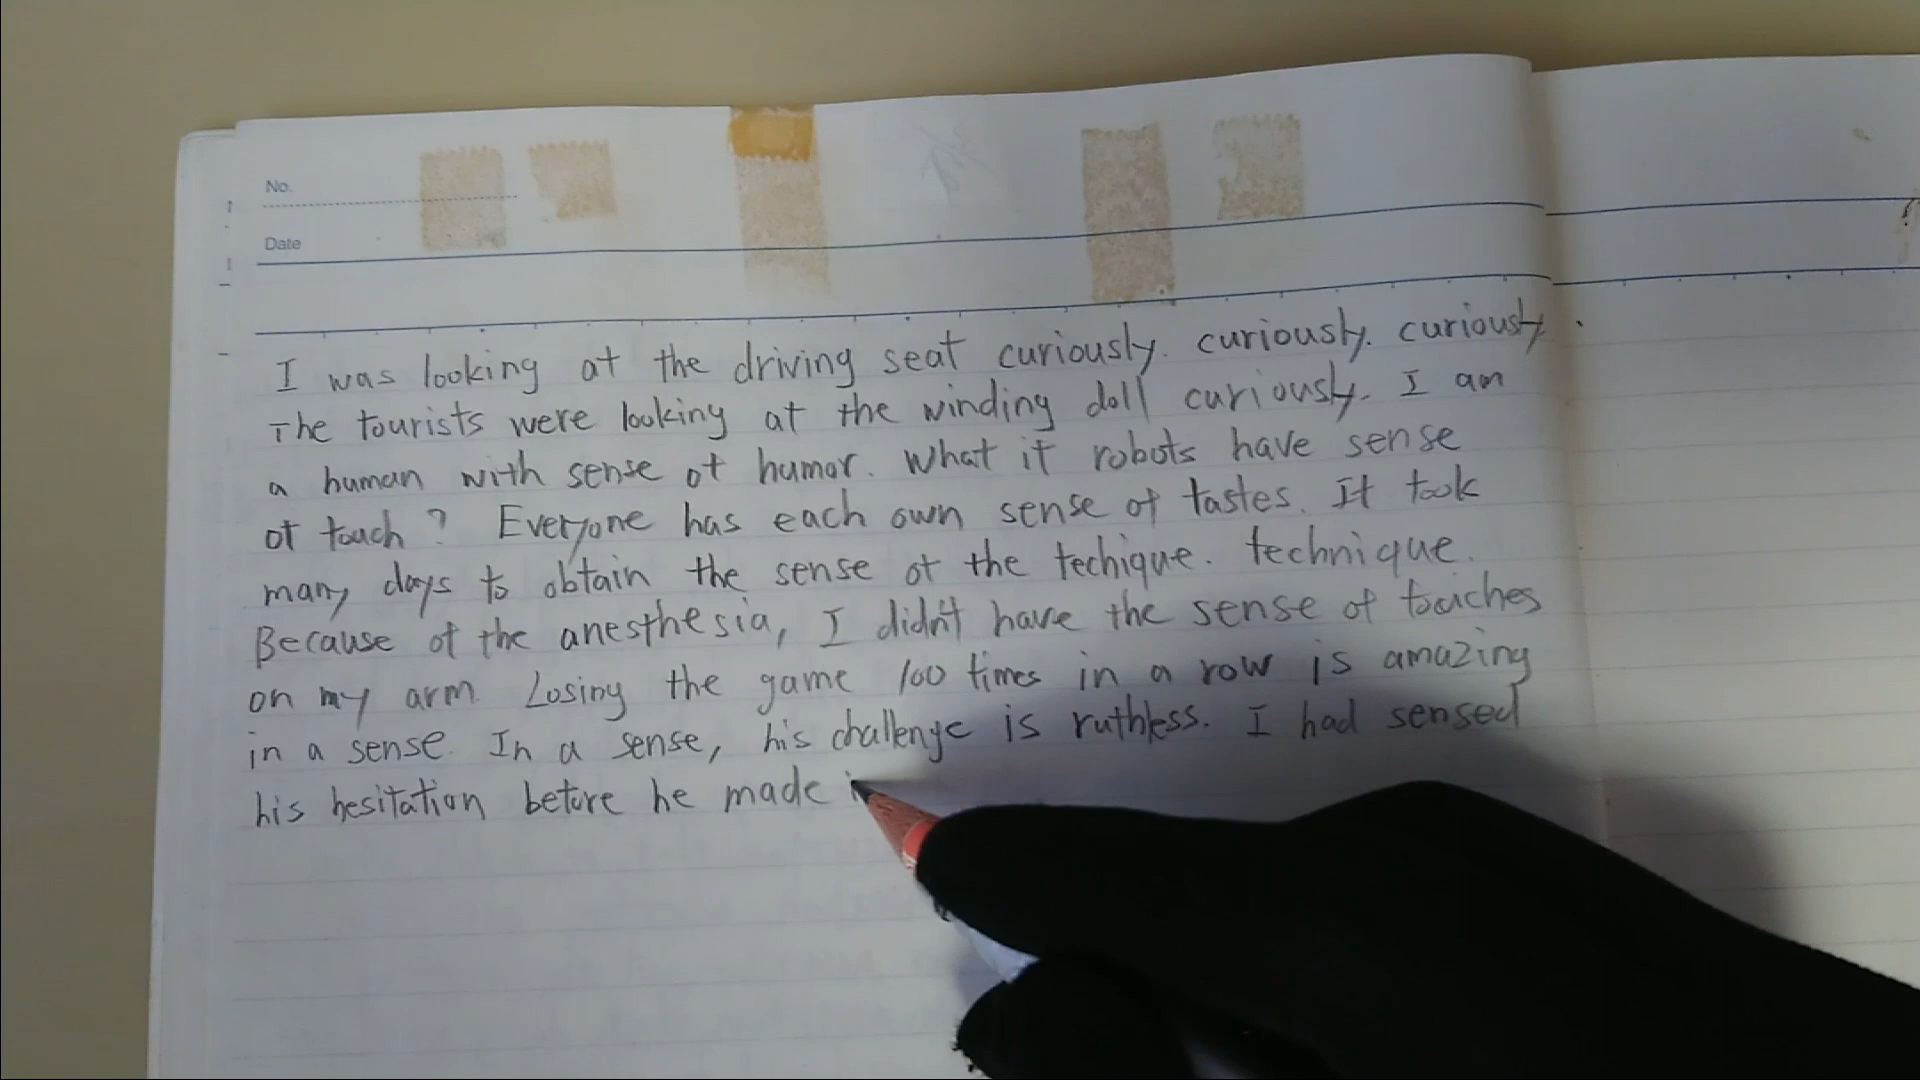 No.
Date
I was looking at the driving seat curiously. curiously. curiously.
The tourists were looking at the winding doll curiously. I am
a human with sense of humor. What if robots have sense
of touch? Everyone has each own sense of tastes. It took
many days to obtain the sense of the techique. technique.
Because of the anesthesia, I didn't have the sense of touches
on my arm. Losing the game 100 times in a row is amazing
in a sense. In a sense, his challenge is ruthless. I had sensed
his hesitation before he made